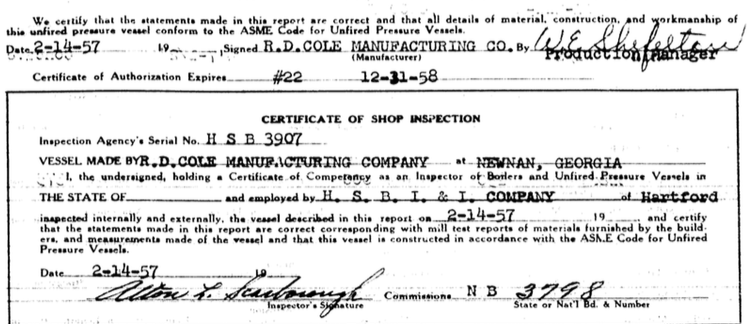 We certify that the statements made in this report are correct and that all details of material, construction, and workmanship of
this unfired pressure vessel conform to the ASME Code for Unfired Pressure Vessels.
Date 2-14-57 19 Signed R.D.COLE MANUFACTURING CO. By
(Manufacturer) Production Manager
Certificate of Authorization Expires #22 12-31-58
CERTIFICATE OF SHOP INSPECTION
Inspection Agency's Serial No. H S B 3907
VESSEL MADE BY R.D.COLE MANUFACTURING COMPANY at NEWNAN, GEORGIA
I, the undersigned, holding a Certificate of Competency as an Inspector of Boilers and Unfired Pressure Vessels in
THE STATE OF and employed by H. S. B. I. & I. COMPANY of Hartford
inspected internally and externally, the vessel described in this report on 2-14-57 19 and certify
that the statements made in this report are correct corresponding with mill test reports of materials furnished by the build-
ers, and measurements made of the vessel and that this vessel is constructed in accordance with the ASME Code for Unfired
Pressure Vessels.
Date 2-14-57 19
Alton L. Scarborough Commissions N B 3798
Inspector's Signature State or Nat'l Bd. & Number